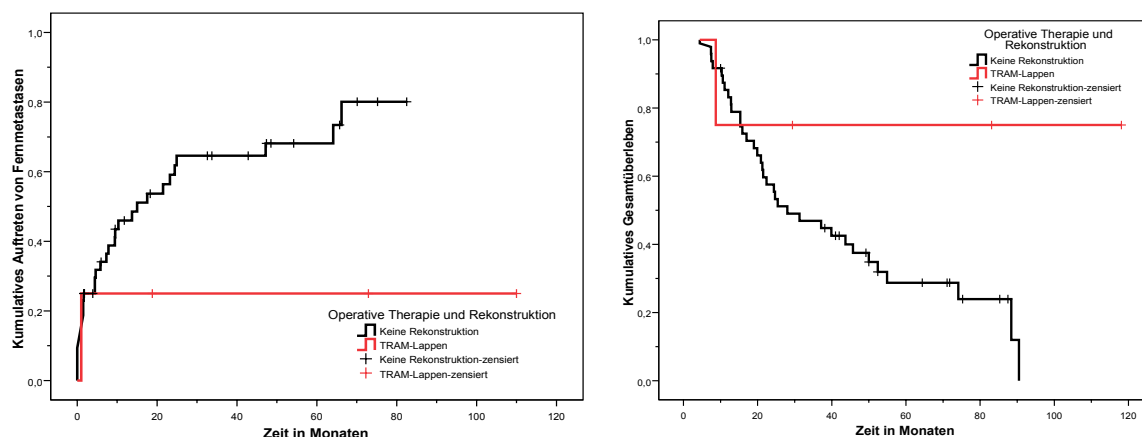 Kumulatives Auftreten von Fernmetastasen
1,0
0,8
0,6
0,4
0,2
0,0
Operative Therapie und Rekonstruktion
Keine Rekonstruktion
TRAM-Lappen
Keine Rekonstruktion-zensiert
TRAM-Lappen-zensiert
0 20 40 60 80 100 120
Zeit in Monaten
Kumulatives Gesamtüberleben
1,0
0,8
0,6
0,4
0,2
0,0
Operative Therapie und
Rekonstruktion
Keine Rekonstruktion
TRAM-Lappen
Keine Rekonstruktion-zensiert
TRAM-Lappen-zensiert
0 20 40 60 80 100 120
Zeit in Monaten